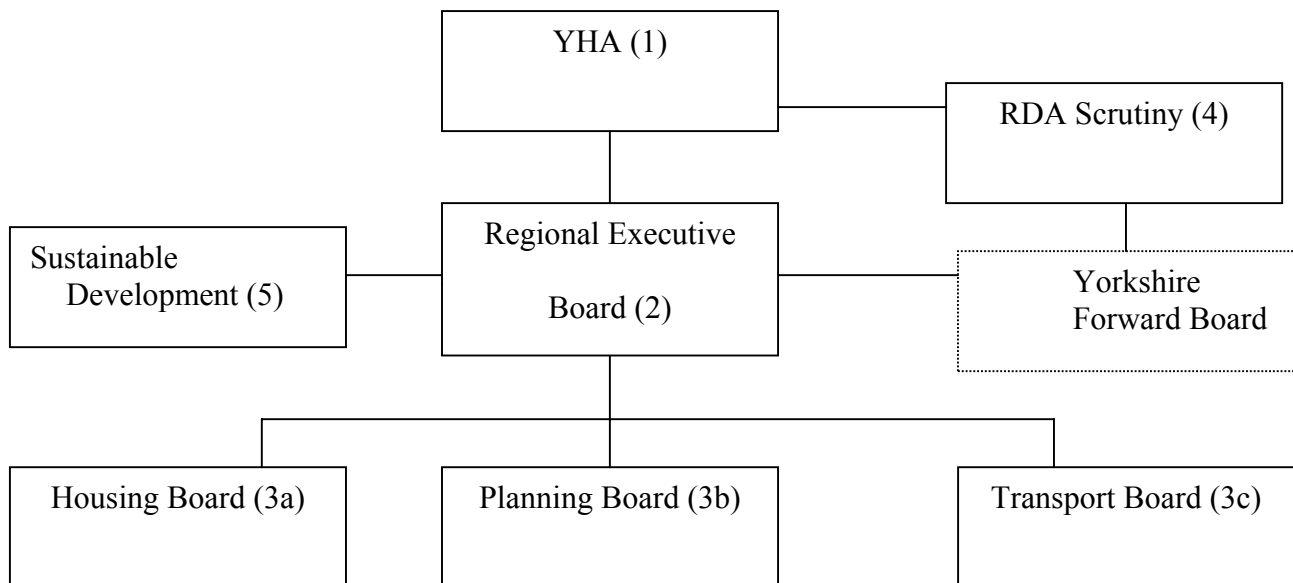 YHA (1)
RDA Scrutiny (4)
Regional Executive
Board (2)
Sustainable
Development (5)
Yorkshire
Forward Board
Housing Board (3a)
Planning Board (3b)
Transport Board (3c)